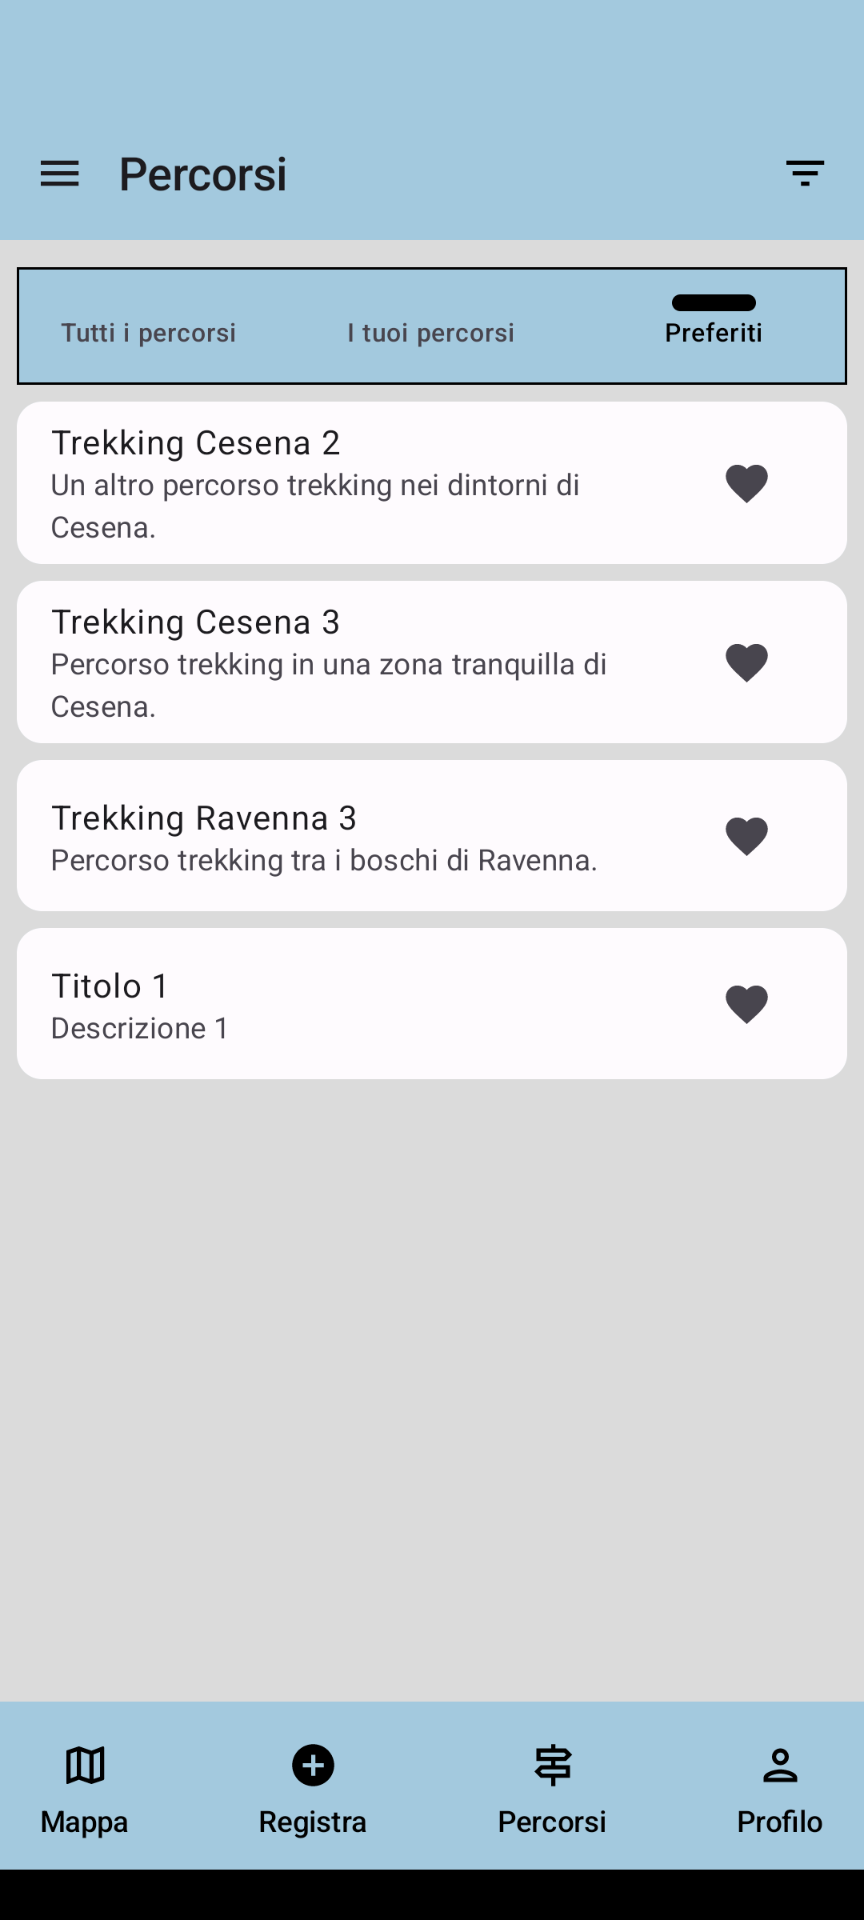 Percorsi
Tutti i percorsi
I tuoi percorsi
Preferiti
Trekking Cesena 2
Un altro percorso trekking nei dintorni di
Cesena.
Trekking Cesena 3
Percorso trekking in una zona tranquilla di
Cesena.
Trekking Ravenna 3
Percorso trekking tra i boschi di Ravenna.
Titolo 1
Descrizione 1
Mappa
Registra
Percorsi
Profilo